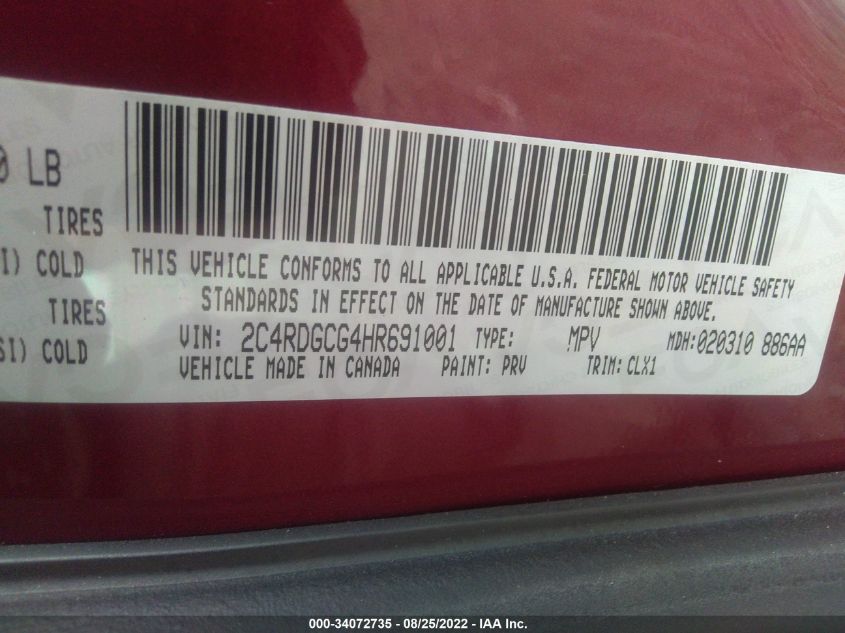 0 LB
TIRES
I) COLD
TIRES
SI) COLD
THIS VEHICLE CONFORMS TO ALL APPLICABLE U.S.A. FEDERAL MOTOR VEHICLE SAFETY
STANDARDS IN EFFECT ON THE DATE OF MANUFACTURE SHOWN ABOVE.
VIN: 2C4RDGCG4HR691001 TYPE: MPV MDH:020310 886AA
VEHICLE MADE IN CANADA PAINT: PRV TRIM: CLX1
000-34072735 - 08/25/2022 - IAA Inc.